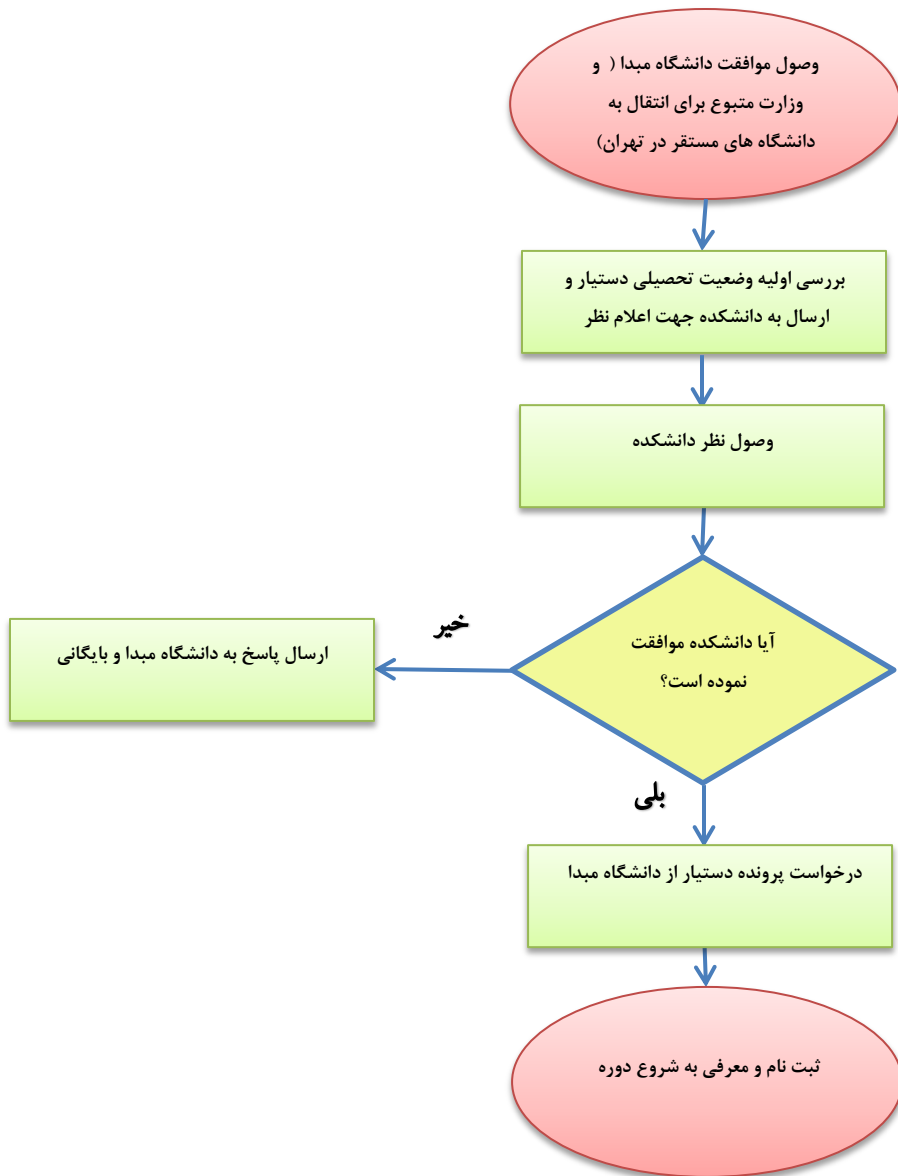 وصول موافقت دانشگاه مبدا ( و
وزارت متبوع برای انتقال به
دانشگاه های مستقر در تهران)
بررسی اولیه وضعیت تحصیلی دستیار و
ارسال به دانشکده جهت اعلام نظر
وصول نظر دانشکده
آیا دانشکده موافقت
نموده است؟
خیر
ارسال پاسخ به دانشگاه مبدا و بایگانی
بلی
درخواست پرونده دستیار از دانشگاه مبدا
ثبت نام و معرفی به شروع دوره